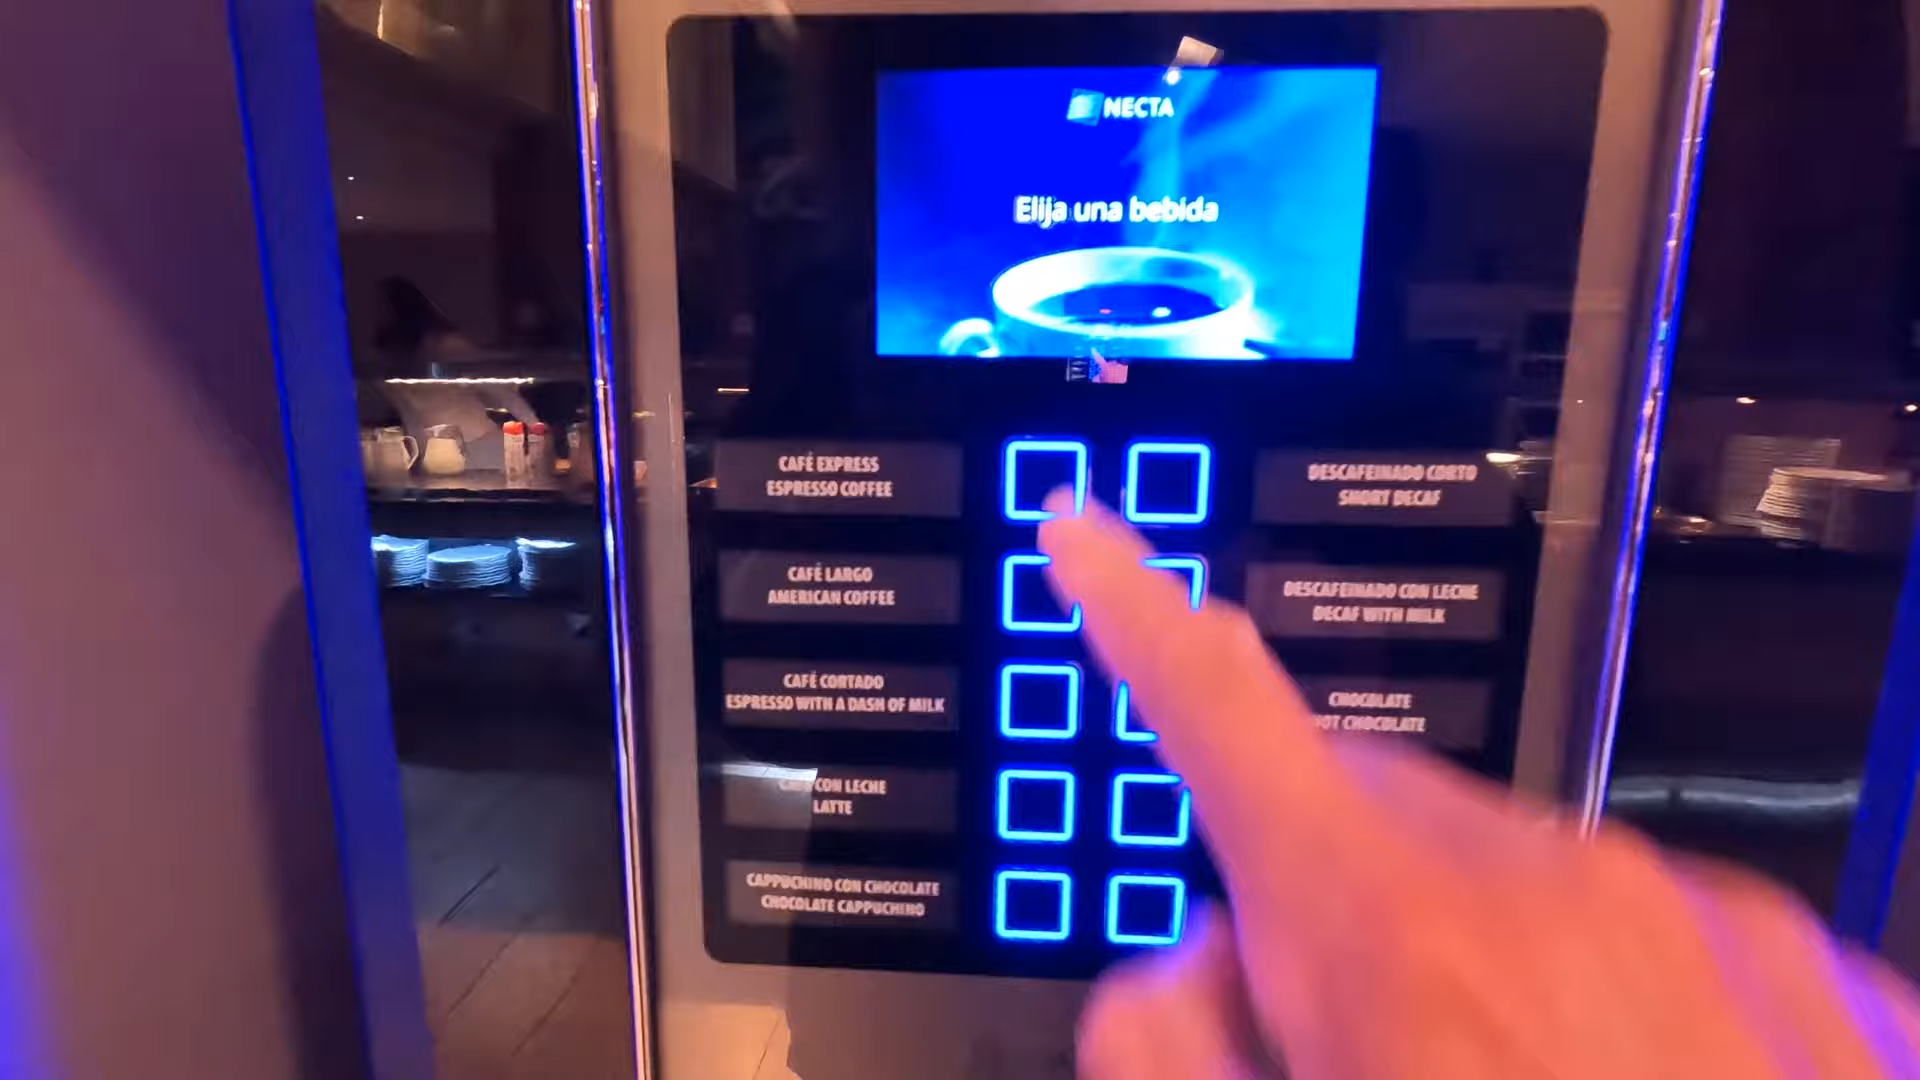 NECTA
Elija una bebida
CAFÉ EXPRESS
ESPRESSO COFFEE
DESCAFEINADO CORTO
SHORT DECAF
CAFÉ LARGO
AMERICAN COFFEE
DESCAFEINADO CON LECHE
DECAF WITH MILK
CAFÉ CORTADO
ESPRESSO WITH A DASH OF MILK
CHOCOLATE
HOT CHOCOLATE
CAFÉ CON LECHE
LATTE
CAPPUCHINO CON CHOCOLATE
CHOCOLATE CAPPUCHINO